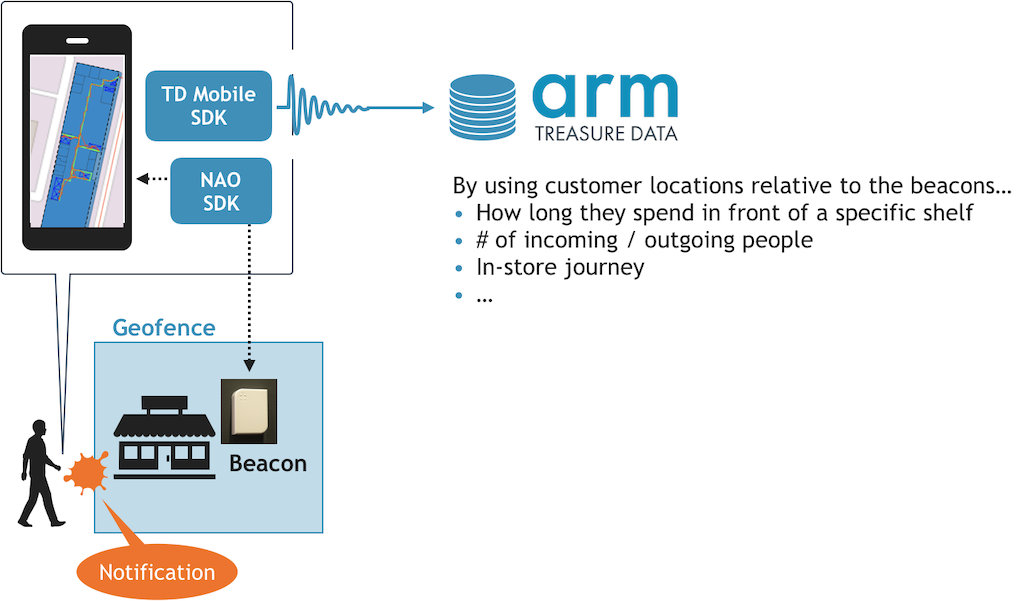 TD Mobile
SDK
arm
TREASURE DATA
NAO
SDK
By using customer locations relative to the beacons…
• How long they spend in front of a specific shelf
• # of incoming / outgoing people
• In-store journey
• …
Geofence
Beacon
Notification